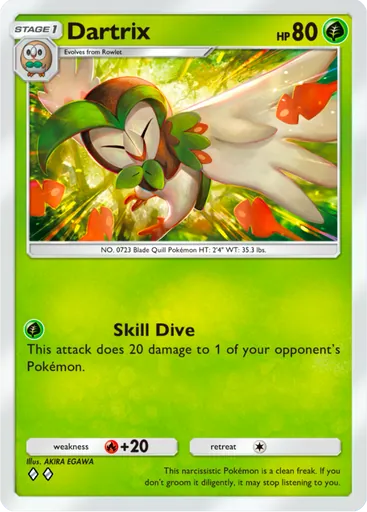 STAGE 1
Dartrix
HP 80
Evolves from Rowlet
NO. 0723 Blade Quill Pokémon HT: 2'4" WT: 35.3 lbs.
Skill Dive
This attack does 20 damage to 1 of your opponent's
Pokémon.
weakness +20
retreat
Illus. AKIRA EGAWA
This narcissistic Pokémon is a clean freak. If you
don't groom it diligently, it may stop listening to you.